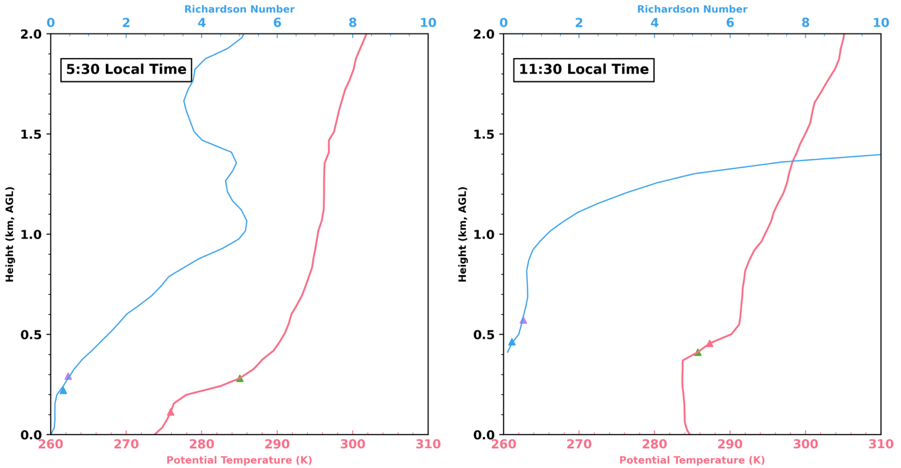 Richardson Number
0 2 4 6 8 10
2.0
5:30 Local Time
1.5
1.0
0.5
0.0
Height (km, AGL)
260 270 280 290 300 310
Potential Temperature (K)
Richardson Number
0 2 4 6 8 10
2.0
11:30 Local Time
1.5
1.0
0.5
0.0
Height (km, AGL)
260 270 280 290 300 310
Potential Temperature (K)